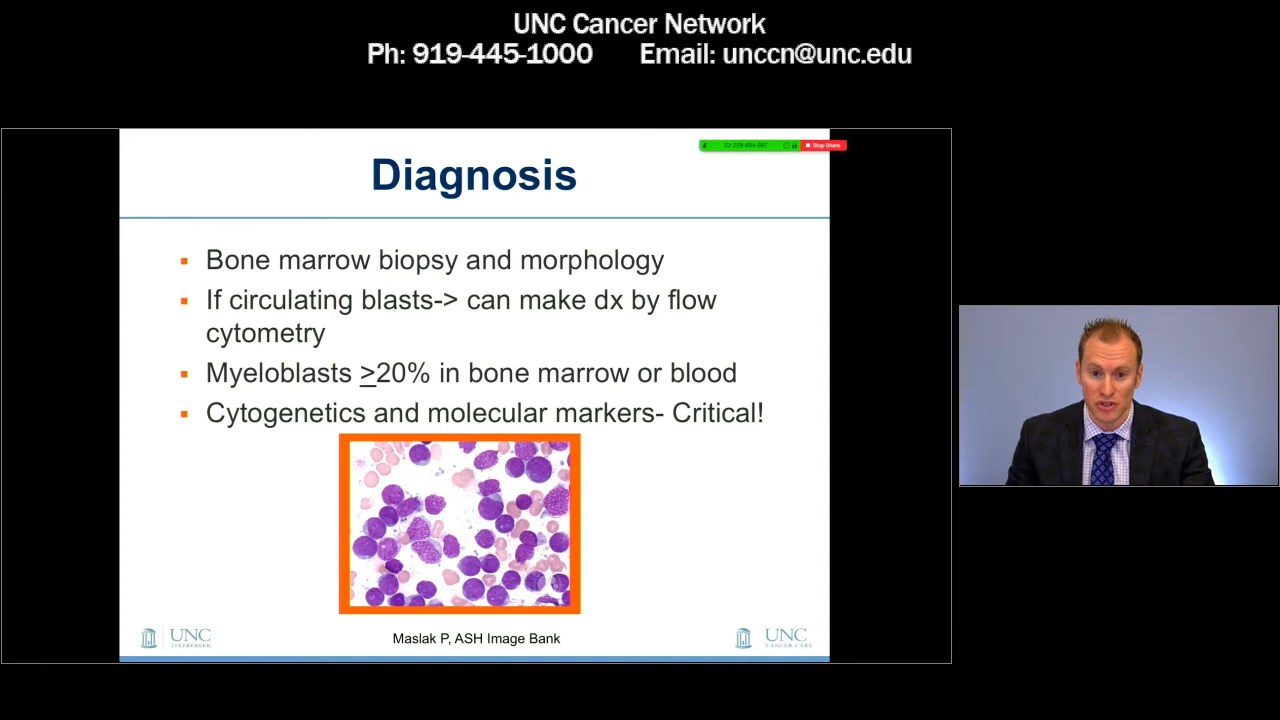 UNC Cancer Network
Ph: 919-445-1000 Email: unccn@unc.edu
Stop Share
Diagnosis
▪ Bone marrow biopsy and morphology
▪ If circulating blasts-> can make dx by flow
cytometry
▪ Myeloblasts ≥20% in bone marrow or blood
▪ Cytogenetics and molecular markers- Critical!
UNC
LINEBERGER
Maslak P, ASH Image Bank
UNC
CANCER CARE